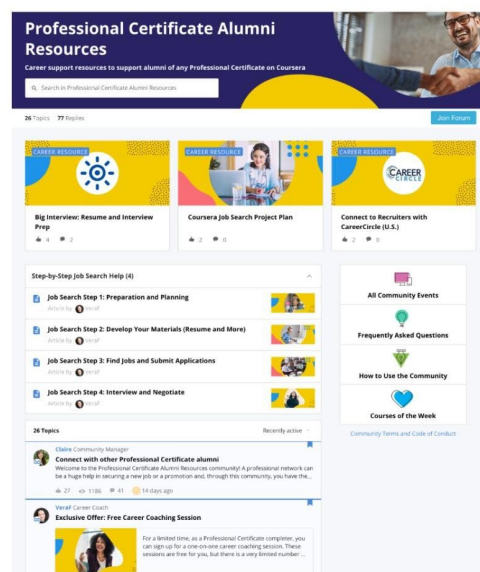 Professional Certificate Alumni
Resources
Career support resources to support alumni of any Professional Certificate on Coursera
Search in Professional Certificate Alumni Resources
26 Topics 77 Replies
Join Forum
CAREER RESOURCE
CAREER RESOURCE
CAREER RESOURCE
CAREER
CIRCLE
Big Interview: Resume and Interview
Prep
4 2
Coursera Job Search Project Plan
2 0
Connect to Recruiters with
CareerCircle (U.S.)
2 0
Step-by-Step Job Search Help (4)
Job Search Step 1: Preparation and Planning
Article by VeraF
Job Search Step 2: Develop Your Materials (Resume and More)
Article by VeraF
Job Search Step 3: Find Jobs and Submit Applications
Article by VeraF
Job Search Step 4: Interview and Negotiate
Article by VeraF
All Community Events
Frequently Asked Questions
How to Use the Community
Courses of the Week
Community Terms and Code of Conduct
26 Topics
Recently active
Claire Community Manager
Connect with other Professional Certificate alumni
Welcome to the Professional Certificate Alumni Resources community! A professional network can
be a huge help in securing a new job or a promotion and, through this community, you have the...
27 1186 41 14 days ago
VeraF Career Coach
Exclusive Offer: Free Career Coaching Session
For a limited time, as a Professional Certificate completer, you
can sign up for a one-on-one career coaching session. These
sessions are free for you, but there is a very limited number ...